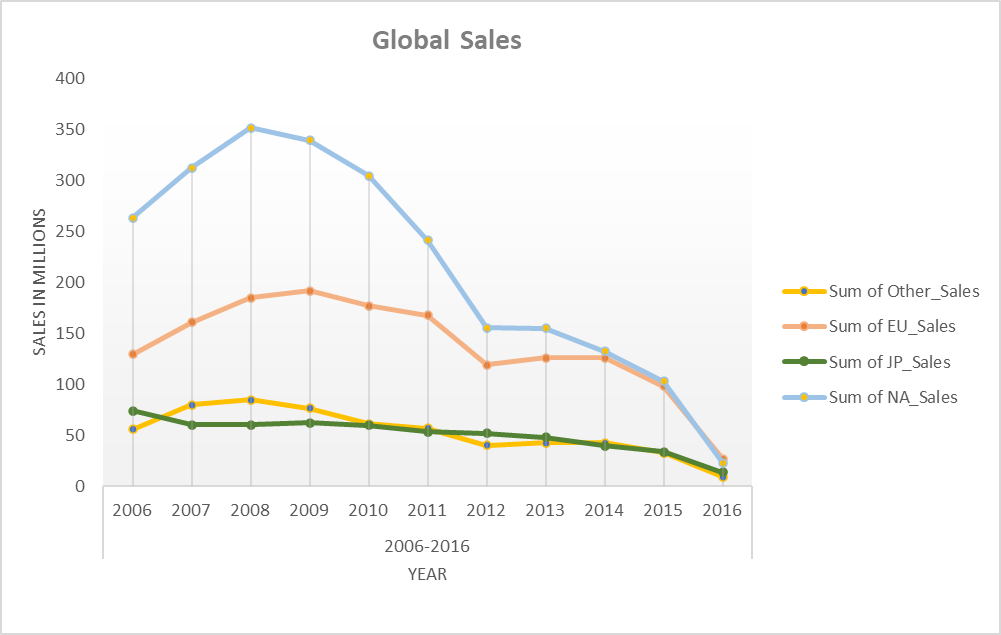 Global Sales
400
350
300
250
200
150
100
50
0
SALES IN MILLIONS
2006 2007 2008 2009 2010 2011 2012 2013 2014 2015 2016
2006-2016
YEAR
Sum of Other_Sales
Sum of EU_Sales
Sum of JP_Sales
Sum of NA_Sales